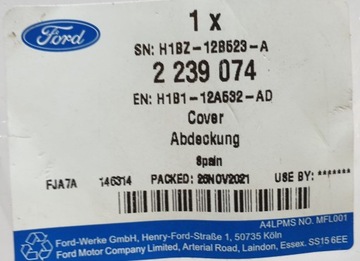 Ford
1 x
SN: H1BZ-12B523-A
2 239 074
EN: H1B1-12A532-AD
Cover
Abdeckung
Spain
FJA7A 146314 PACKED: 26NOV2021 USE BY: *******
A4LPMS NO. MFL001
Ford-Werke GmbH, Henry-Ford-Straße 1, 50735 Köln
Ford Motor Company Limited, Arterial Road, Laindon, Essex. SS15 6EE